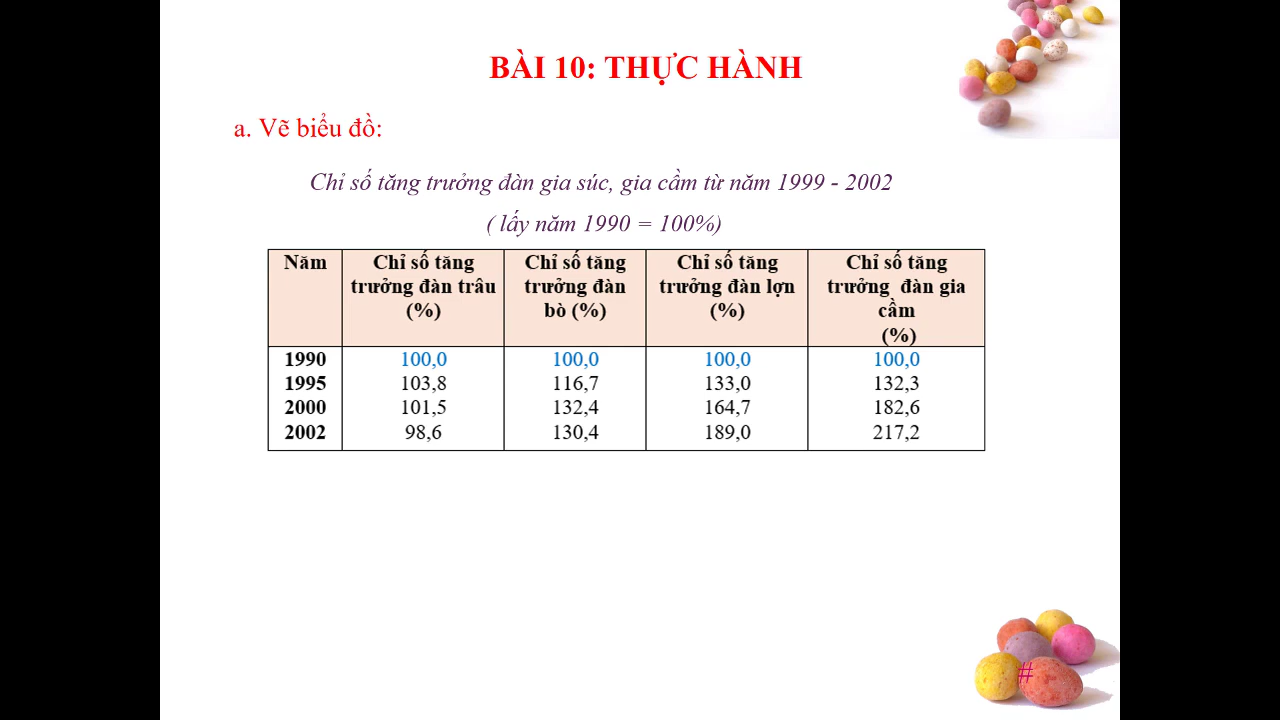 BÀI 10: THỰC HÀNH
a. Vẽ biểu đồ:
Chỉ số tăng trưởng đàn gia súc, gia cầm từ năm 1999 - 2002
( lấy năm 1990 = 100%)
Năm Chỉ số tăng trưởng đàn trâu (%) Chỉ số tăng trưởng đàn bò (%) Chỉ số tăng trưởng đàn lợn (%) Chỉ số tăng trưởng đàn gia cầm (%)
1990 100,0 100,0 100,0 100,0
1995 103,8 116,7 133,0 132,3
2000 101,5 132,4 164,7 182,6
2002 98,6 130,4 189,0 217,2
#